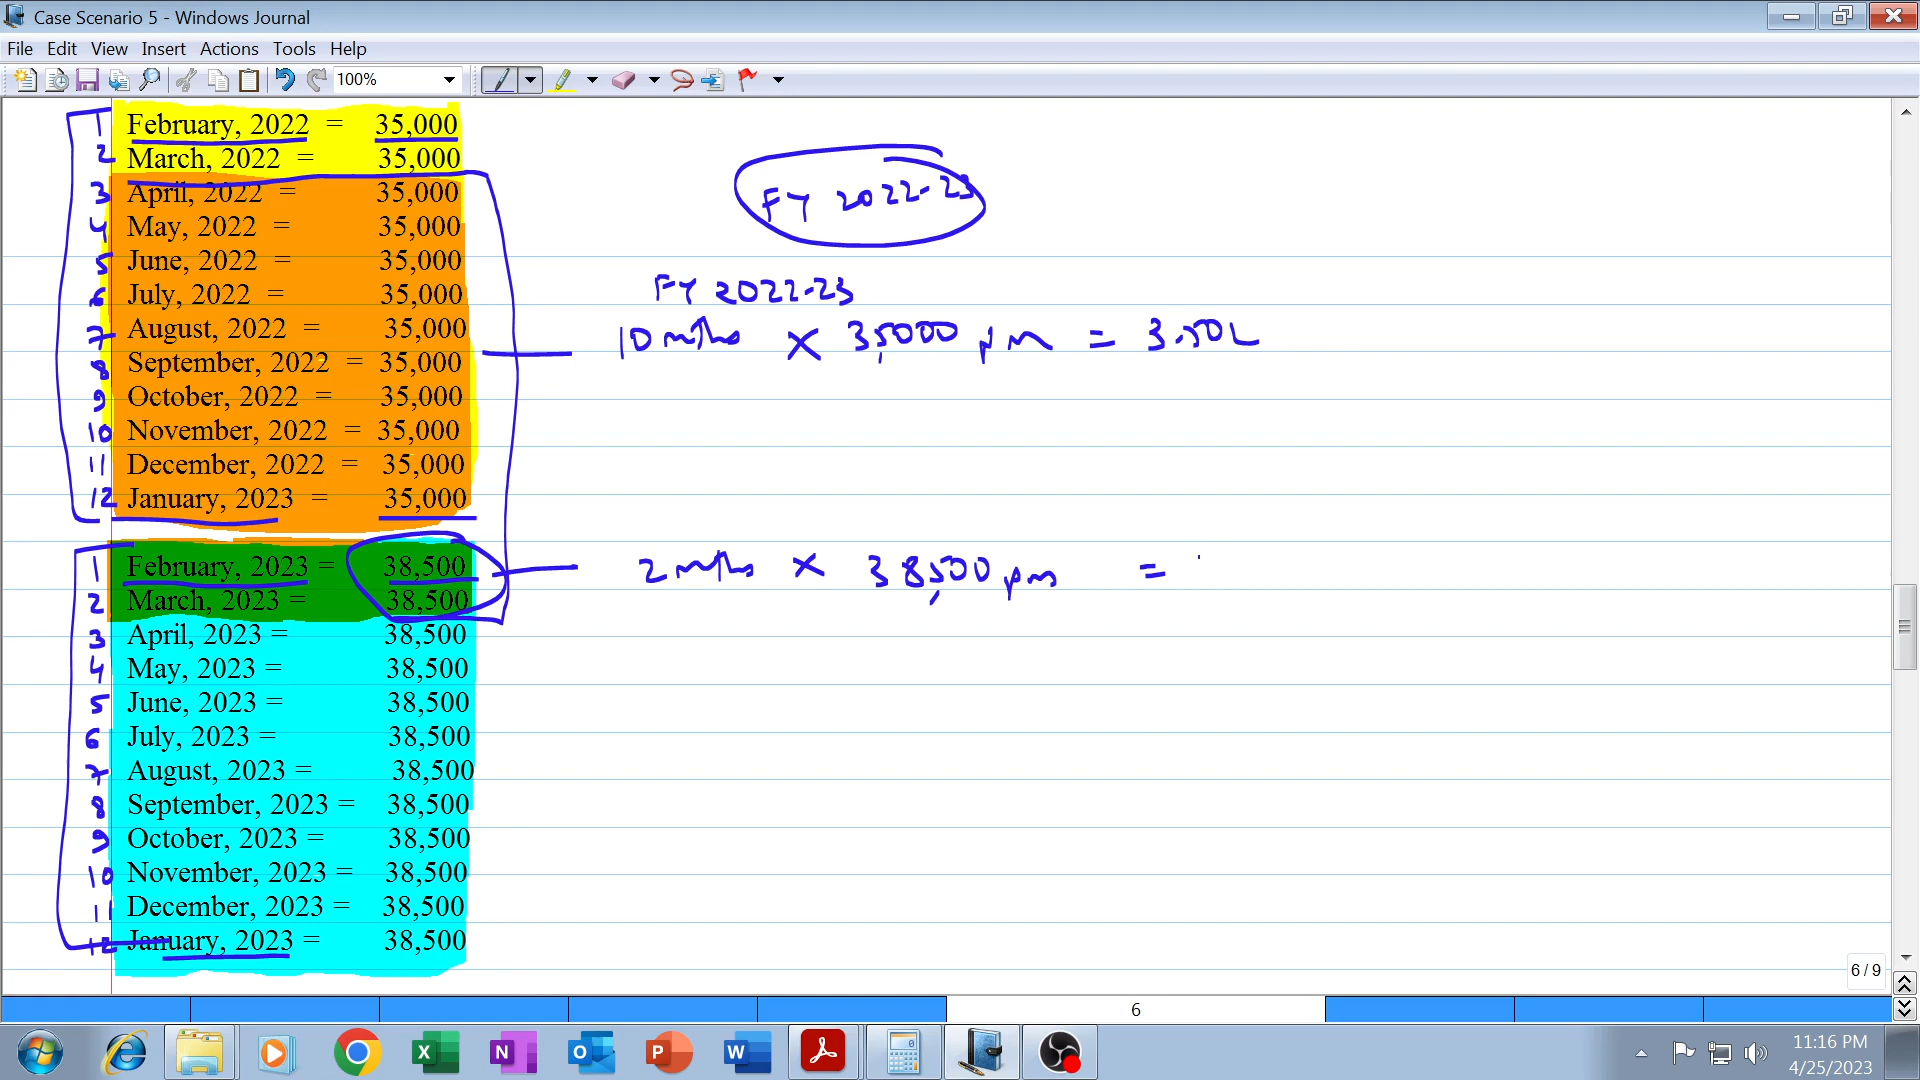 Case Scenario 5 - Windows Journal
File Edit View Insert Actions Tools Help
100%
1 February, 2022 = 35,000
2 March, 2022 = 35,000
3 April, 2022 = 35,000
4 May, 2022 = 35,000
5 June, 2022 = 35,000
6 July, 2022 = 35,000
7 August, 2022 = 35,000
8 September, 2022 = 35,000
9 October, 2022 = 35,000
10 November, 2022 = 35,000
11 December, 2022 = 35,000
12 January, 2023 = 35,000
FY 2022-23
FY 2022-23
10 mths × 35,000 pm = 3.50L
1 February, 2023 = 38,500
2 March, 2023 = 38,500
3 April, 2023 = 38,500
4 May, 2023 = 38,500
5 June, 2023 = 38,500
6 July, 2023 = 38,500
7 August, 2023 = 38,500
8 September, 2023 = 38,500
9 October, 2023 = 38,500
10 November, 2023 = 38,500
11 December, 2023 = 38,500
12 January, 2023 = 38,500
2 mths × 38,500 pm =
6 / 9
6
11:16 PM
4/25/2023